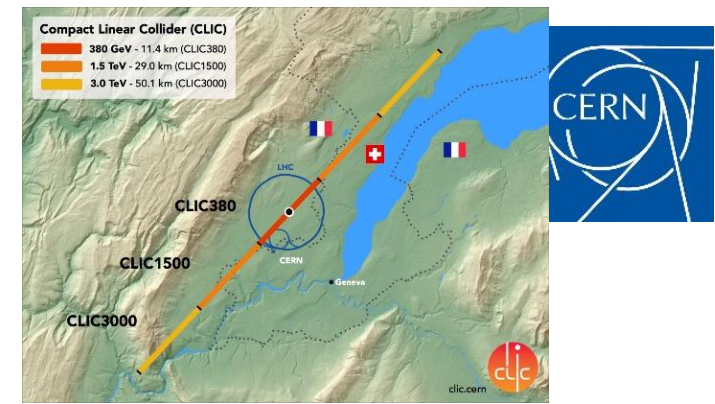 Compact Linear Collider (CLIC)
380 GeV - 11.4 km (CLIC380)
1.5 TeV - 29.0 km (CLIC1500)
3.0 TeV - 50.1 km (CLIC3000)
CERN
LHC
CLIC380
CERN
CLIC1500
Geneva
CLIC3000
clic
clic.cern